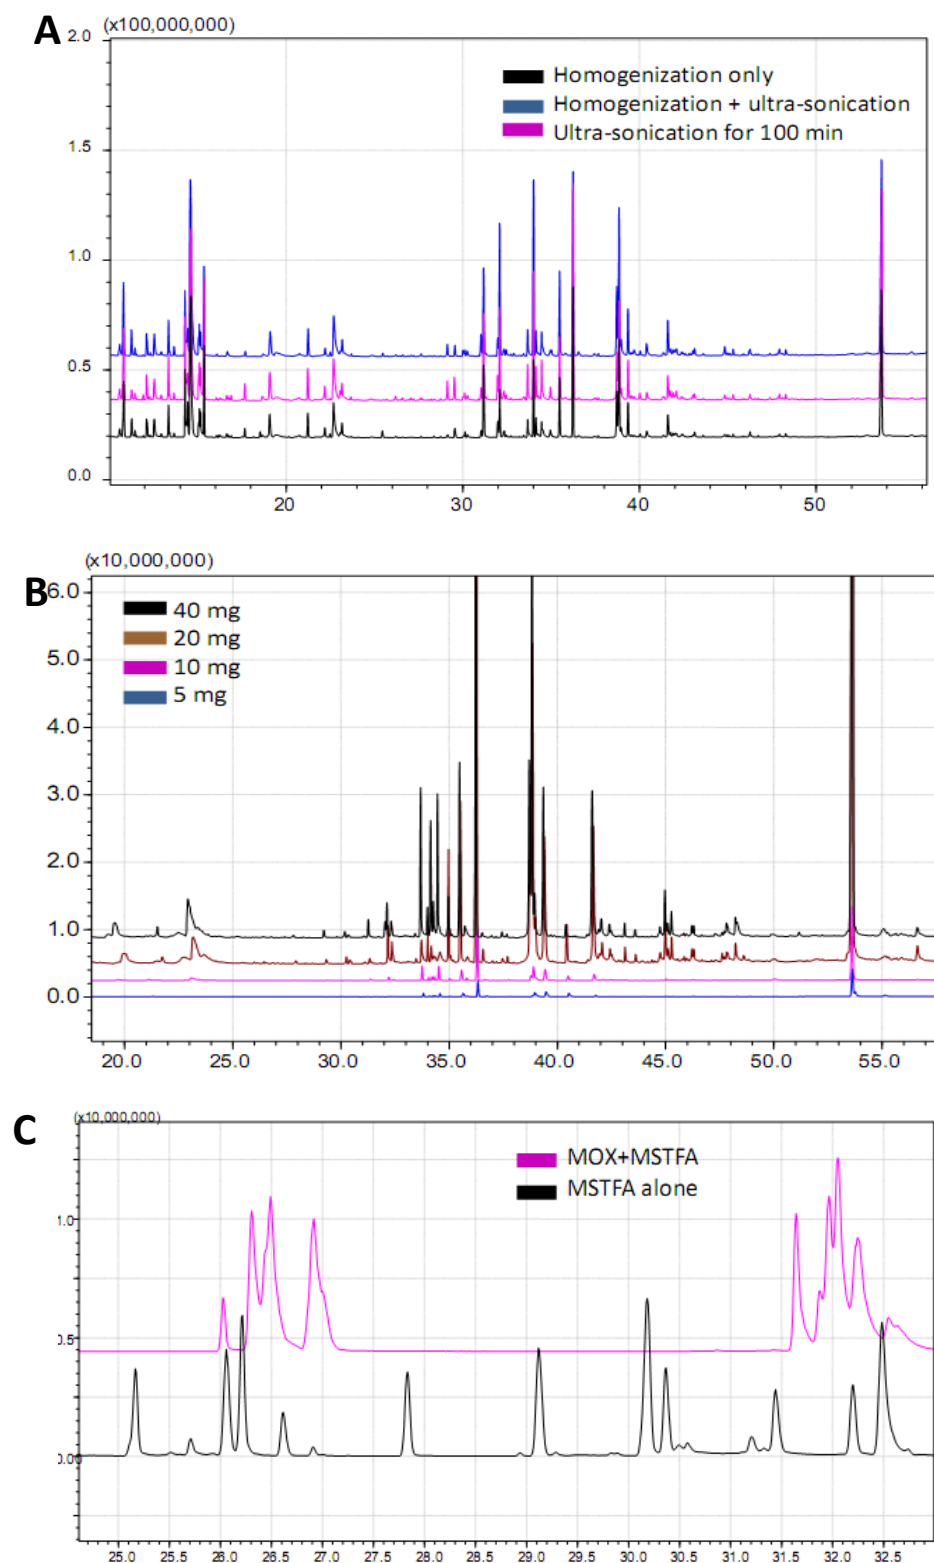 A
(x100,000,000)
2.0
Homogenization only
Homogenization + ultra-sonication
Ultra-sonication for 100 min
1.5
1.0
0.5
0.0
20 30 40 50
B
(x10,000,000)
6.0
40 mg
20 mg
10 mg
5 mg
5.0
4.0
3.0
2.0
1.0
0.0
20.0 25.0 30.0 35.0 40.0 45.0 50.0 55.0
C
(x10,000,000)
MOX+MSTFA
MSTFA alone
1.0
0.5
0.00
25.0 25.5 26.0 26.5 27.0 27.5 28.0 28.5 29.0 29.5 30.0 30.5 31.0 31.5 32.0 32.5